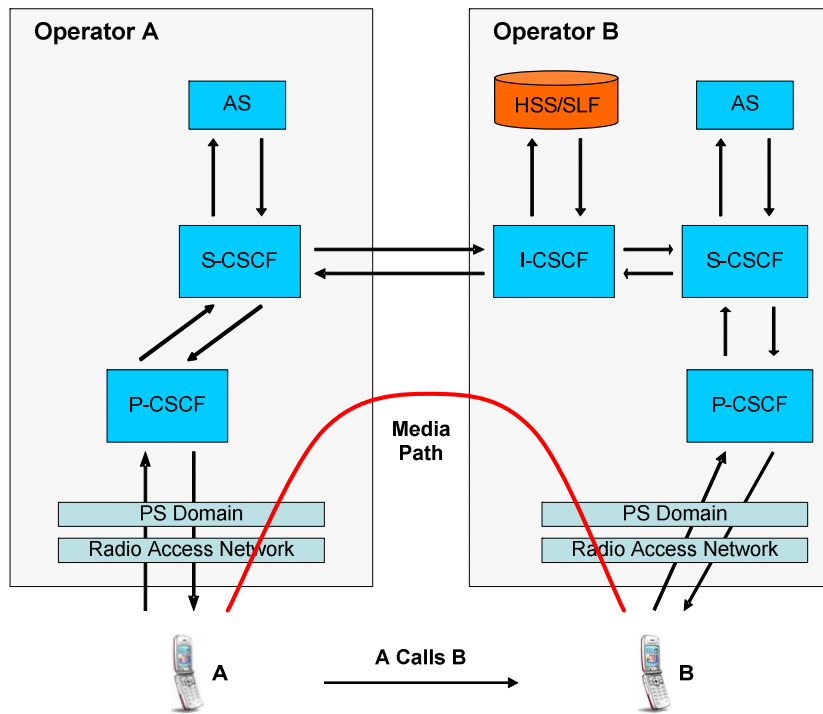 Operator A
Operator B
AS
HSS/SLF
AS
S-CSCF
I-CSCF
S-CSCF
P-CSCF
P-CSCF
Media
Path
PS Domain
PS Domain
Radio Access Network
Radio Access Network
A
A Calls B
B